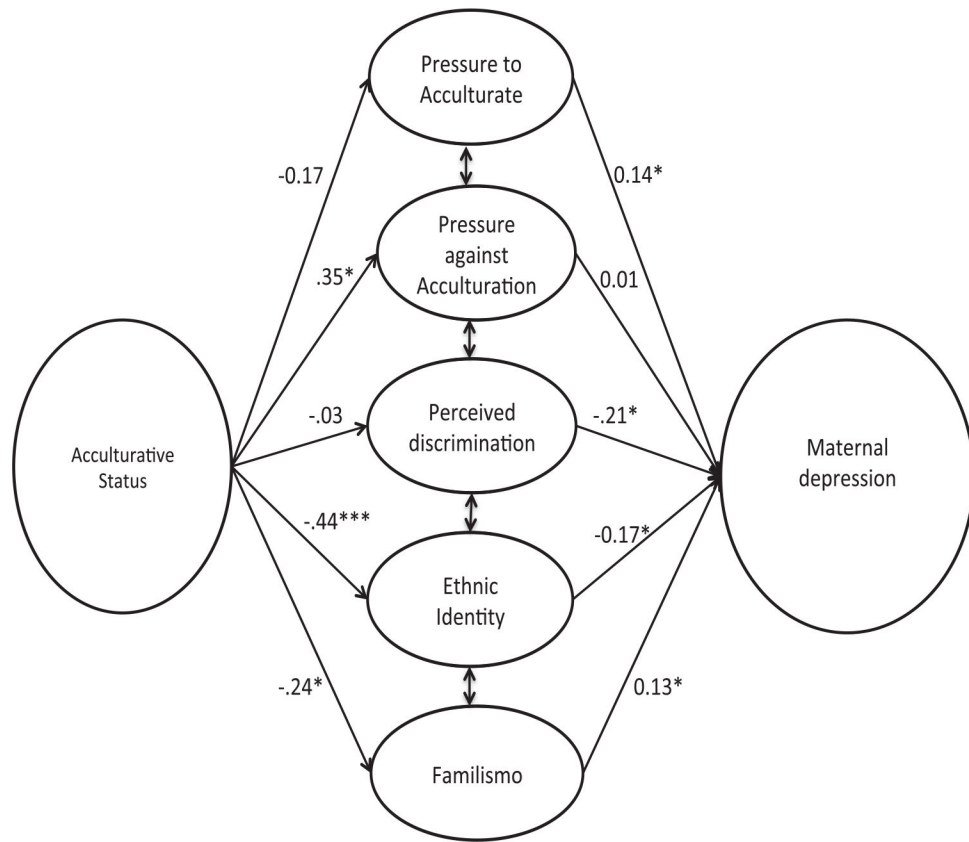 Pressure to
Acculturate
-0.17
0.14*
Pressure
against
Acculturation
.35*
0.01
Perceived
discrimination
-.03
-.21*
Acculturative
Status
Maternal
depression
-.44***
-0.17*
Ethnic
Identity
-.24*
0.13*
Familismo